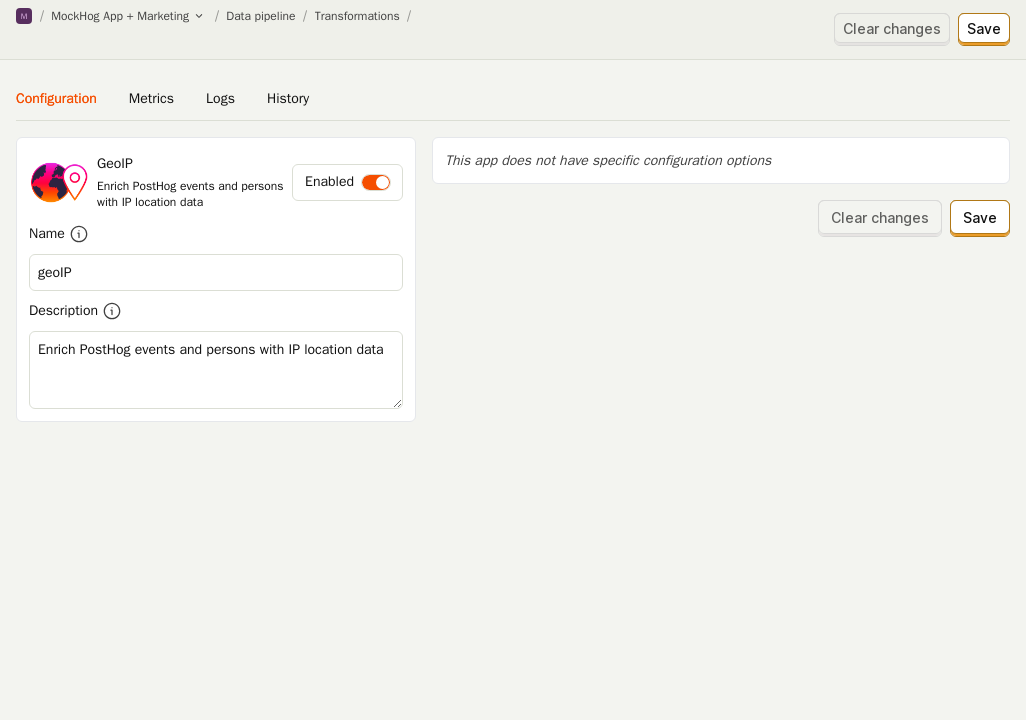 M / MockHog App + Marketing / Data pipeline / Transformations /
Clear changes Save
Configuration Metrics Logs History
GeoIP
Enrich PostHog events and persons
with IP location data
Enabled
This app does not have specific configuration options
Clear changes Save
Name
geoIP
Description
Enrich PostHog events and persons with IP location data